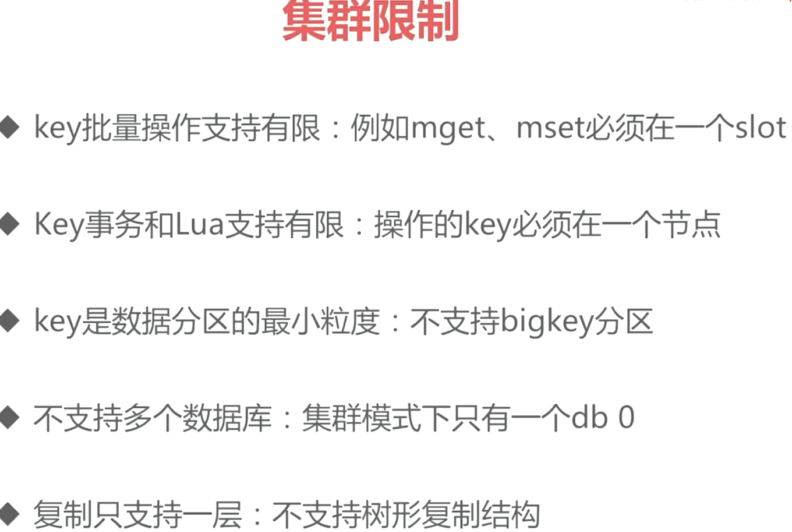 集群限制
◆ key批量操作支持有限：例如mget、mset必须在一个slot
◆ Key事务和Lua支持有限：操作的key必须在一个节点
◆ key是数据分区的最小粒度：不支持bigkey分区
◆ 不支持多个数据库：集群模式下只有一个db 0
◆ 复制只支持一层：不支持树形复制结构